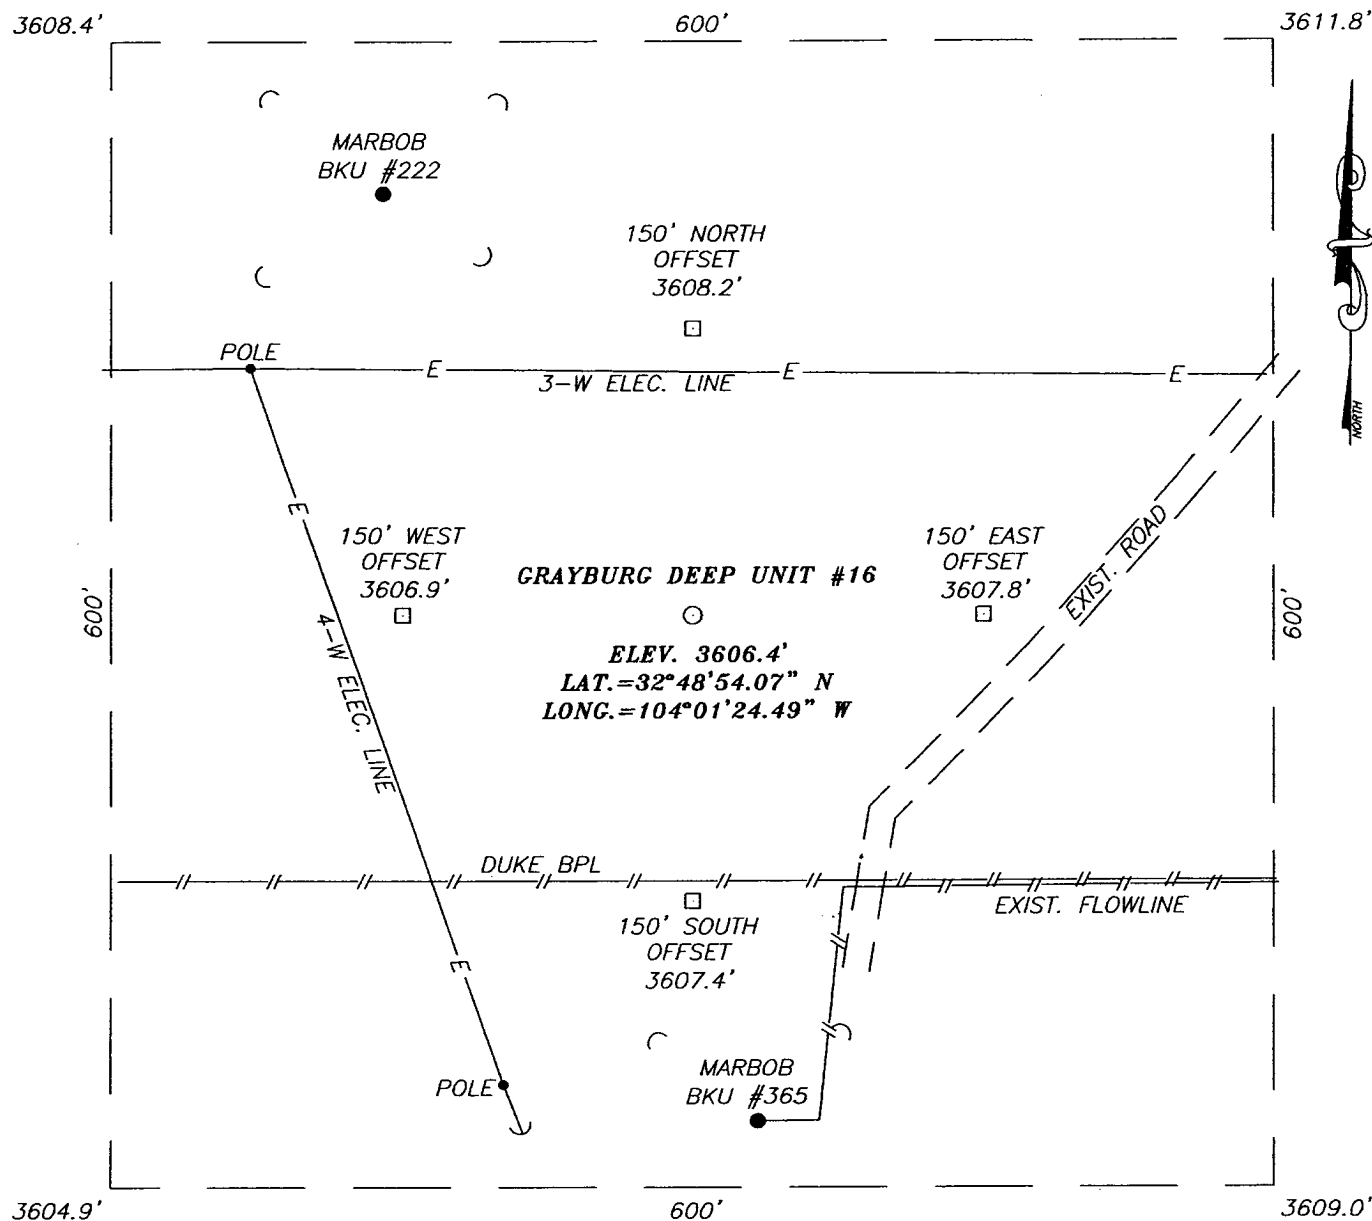 3608.4'
600'
3611.8'
MARBOB
BKU #222
150' NORTH
OFFSET
3608.2'
NORTH
POLE
E
E
E
3-W ELEC. LINE
E
150' WEST
OFFSET
3606.9'
GRAYBURG DEEP UNIT #16
150' EAST
OFFSET
3607.8'
EXIST. ROAD
600'
600'
4-W ELEC. LINE
ELEV. 3606.4'
LAT.=32°48'54.07" N
LONG.=104°01'24.49" W
DUKE BPL
EXIST. FLOWLINE
150' SOUTH
OFFSET
3607.4'
E
MARBOB
BKU #365
POLE
3604.9'
600'
3609.0'